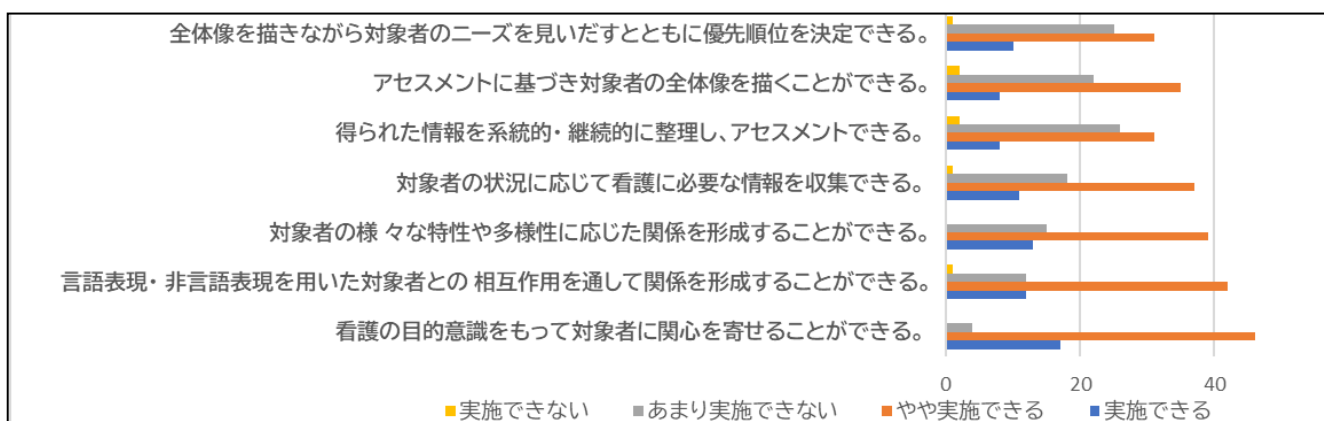 全体像を描きながら対象者のニーズを見いだすとともに優先順位を決定できる。
アセスメントに基づき対象者の全体像を描くことができる。
得られた情報を系統的・継続的に整理し、アセスメントできる。
対象者の状況に応じて看護に必要な情報を収集できる。
対象者の様 々な特性や多様性に応じた関係を形成することができる。
言語表現・非言語表現を用いた対象者との 相互作用を通して関係を形成することができる。
看護の目的意識をもって対象者に関心を寄せることができる。
0 20 40
実施できない あまり実施できない やや実施できる 実施できる